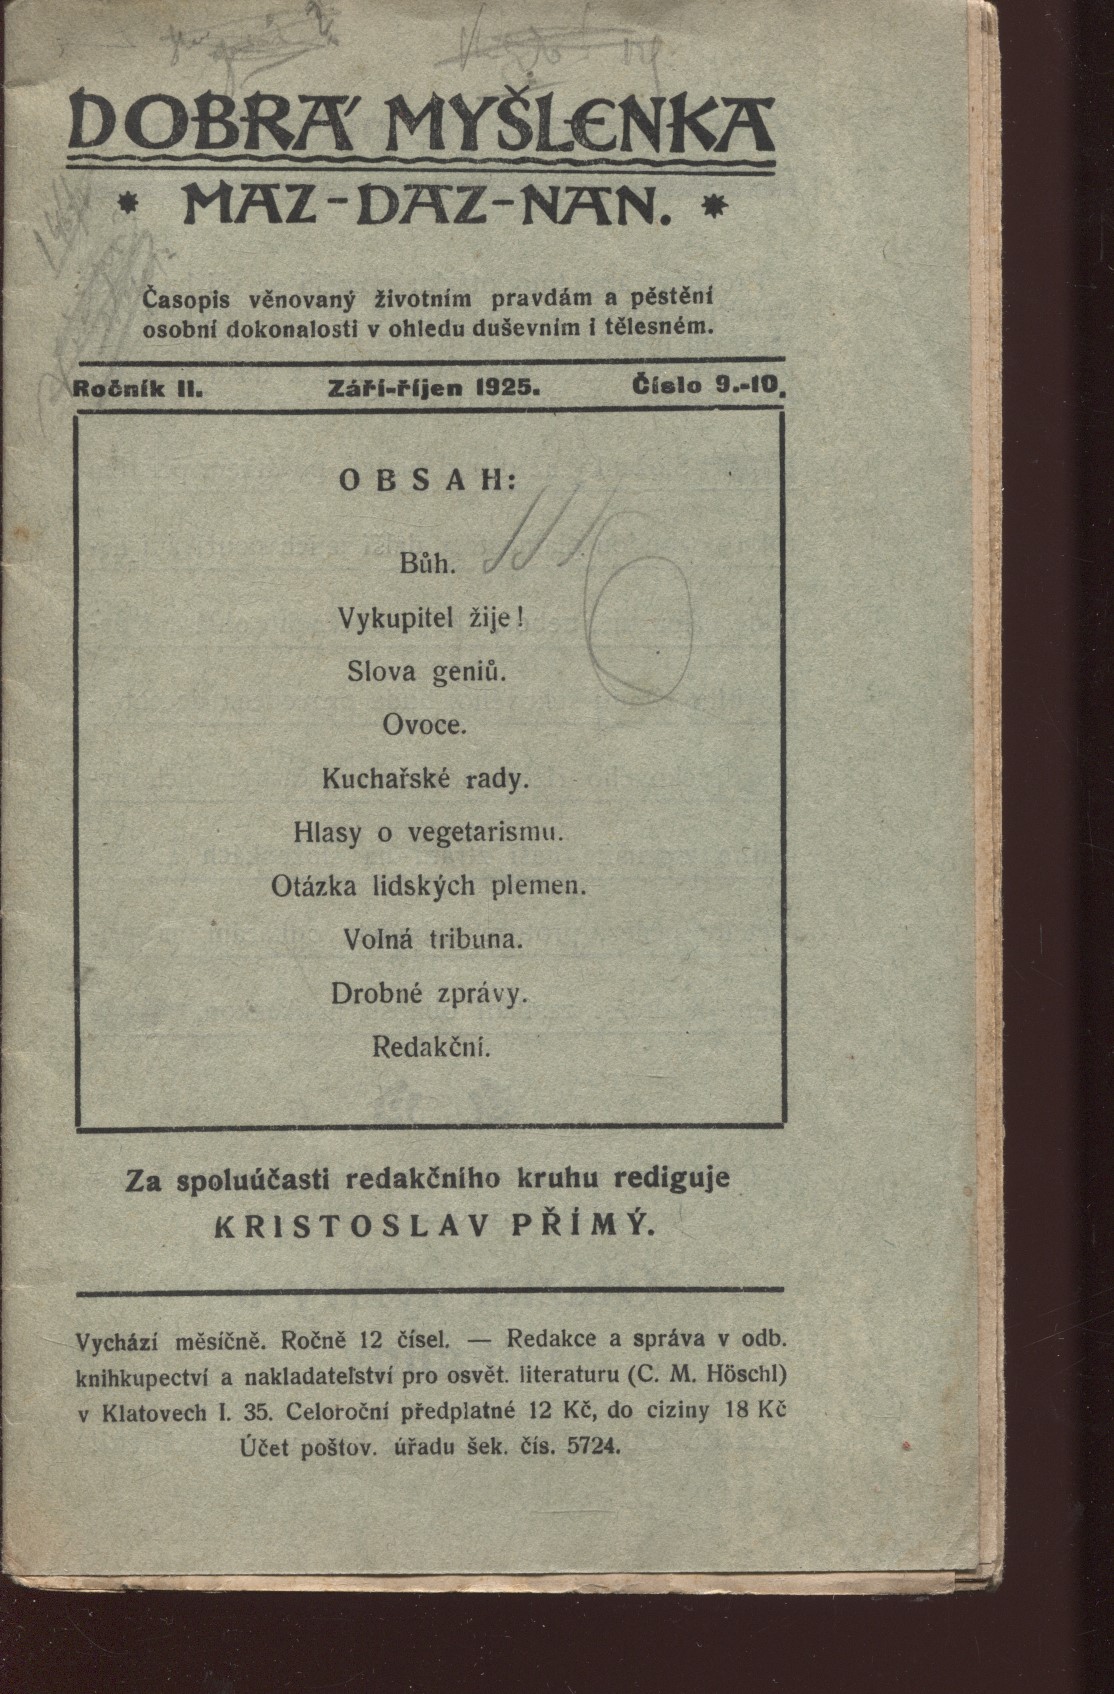 DOBRÁ MYŠLENKA
* MAZ-DAZ-NAN. *
Časopis věnovaný životním pravdám a pěstění
osobní dokonalosti v ohledu duševním i tělesném.
Ročník II. Září-říjen 1925. Číslo 9.-10.
OBSAH:
Bůh.
Vykupitel žije!
Slova geniů.
Ovoce.
Kuchařské rady.
Hlasy o vegetarismu.
Otázka lidských plemen.
Volná tribuna.
Drobné zprávy.
Redakční.
Za spoluúčasti redakčního kruhu rediguje
KRISTOSLAV PŘÍMÝ.
Vychází měsíčně. Ročně 12 čísel. — Redakce a správa v odb.
knihkupectví a nakladatelství pro osvět. literaturu (C. M. Höschl)
v Klatovech I. 35. Celoroční předplatné 12 Kč, do ciziny 18 Kč
Účet poštov. úřadu šek. čís. 5724.